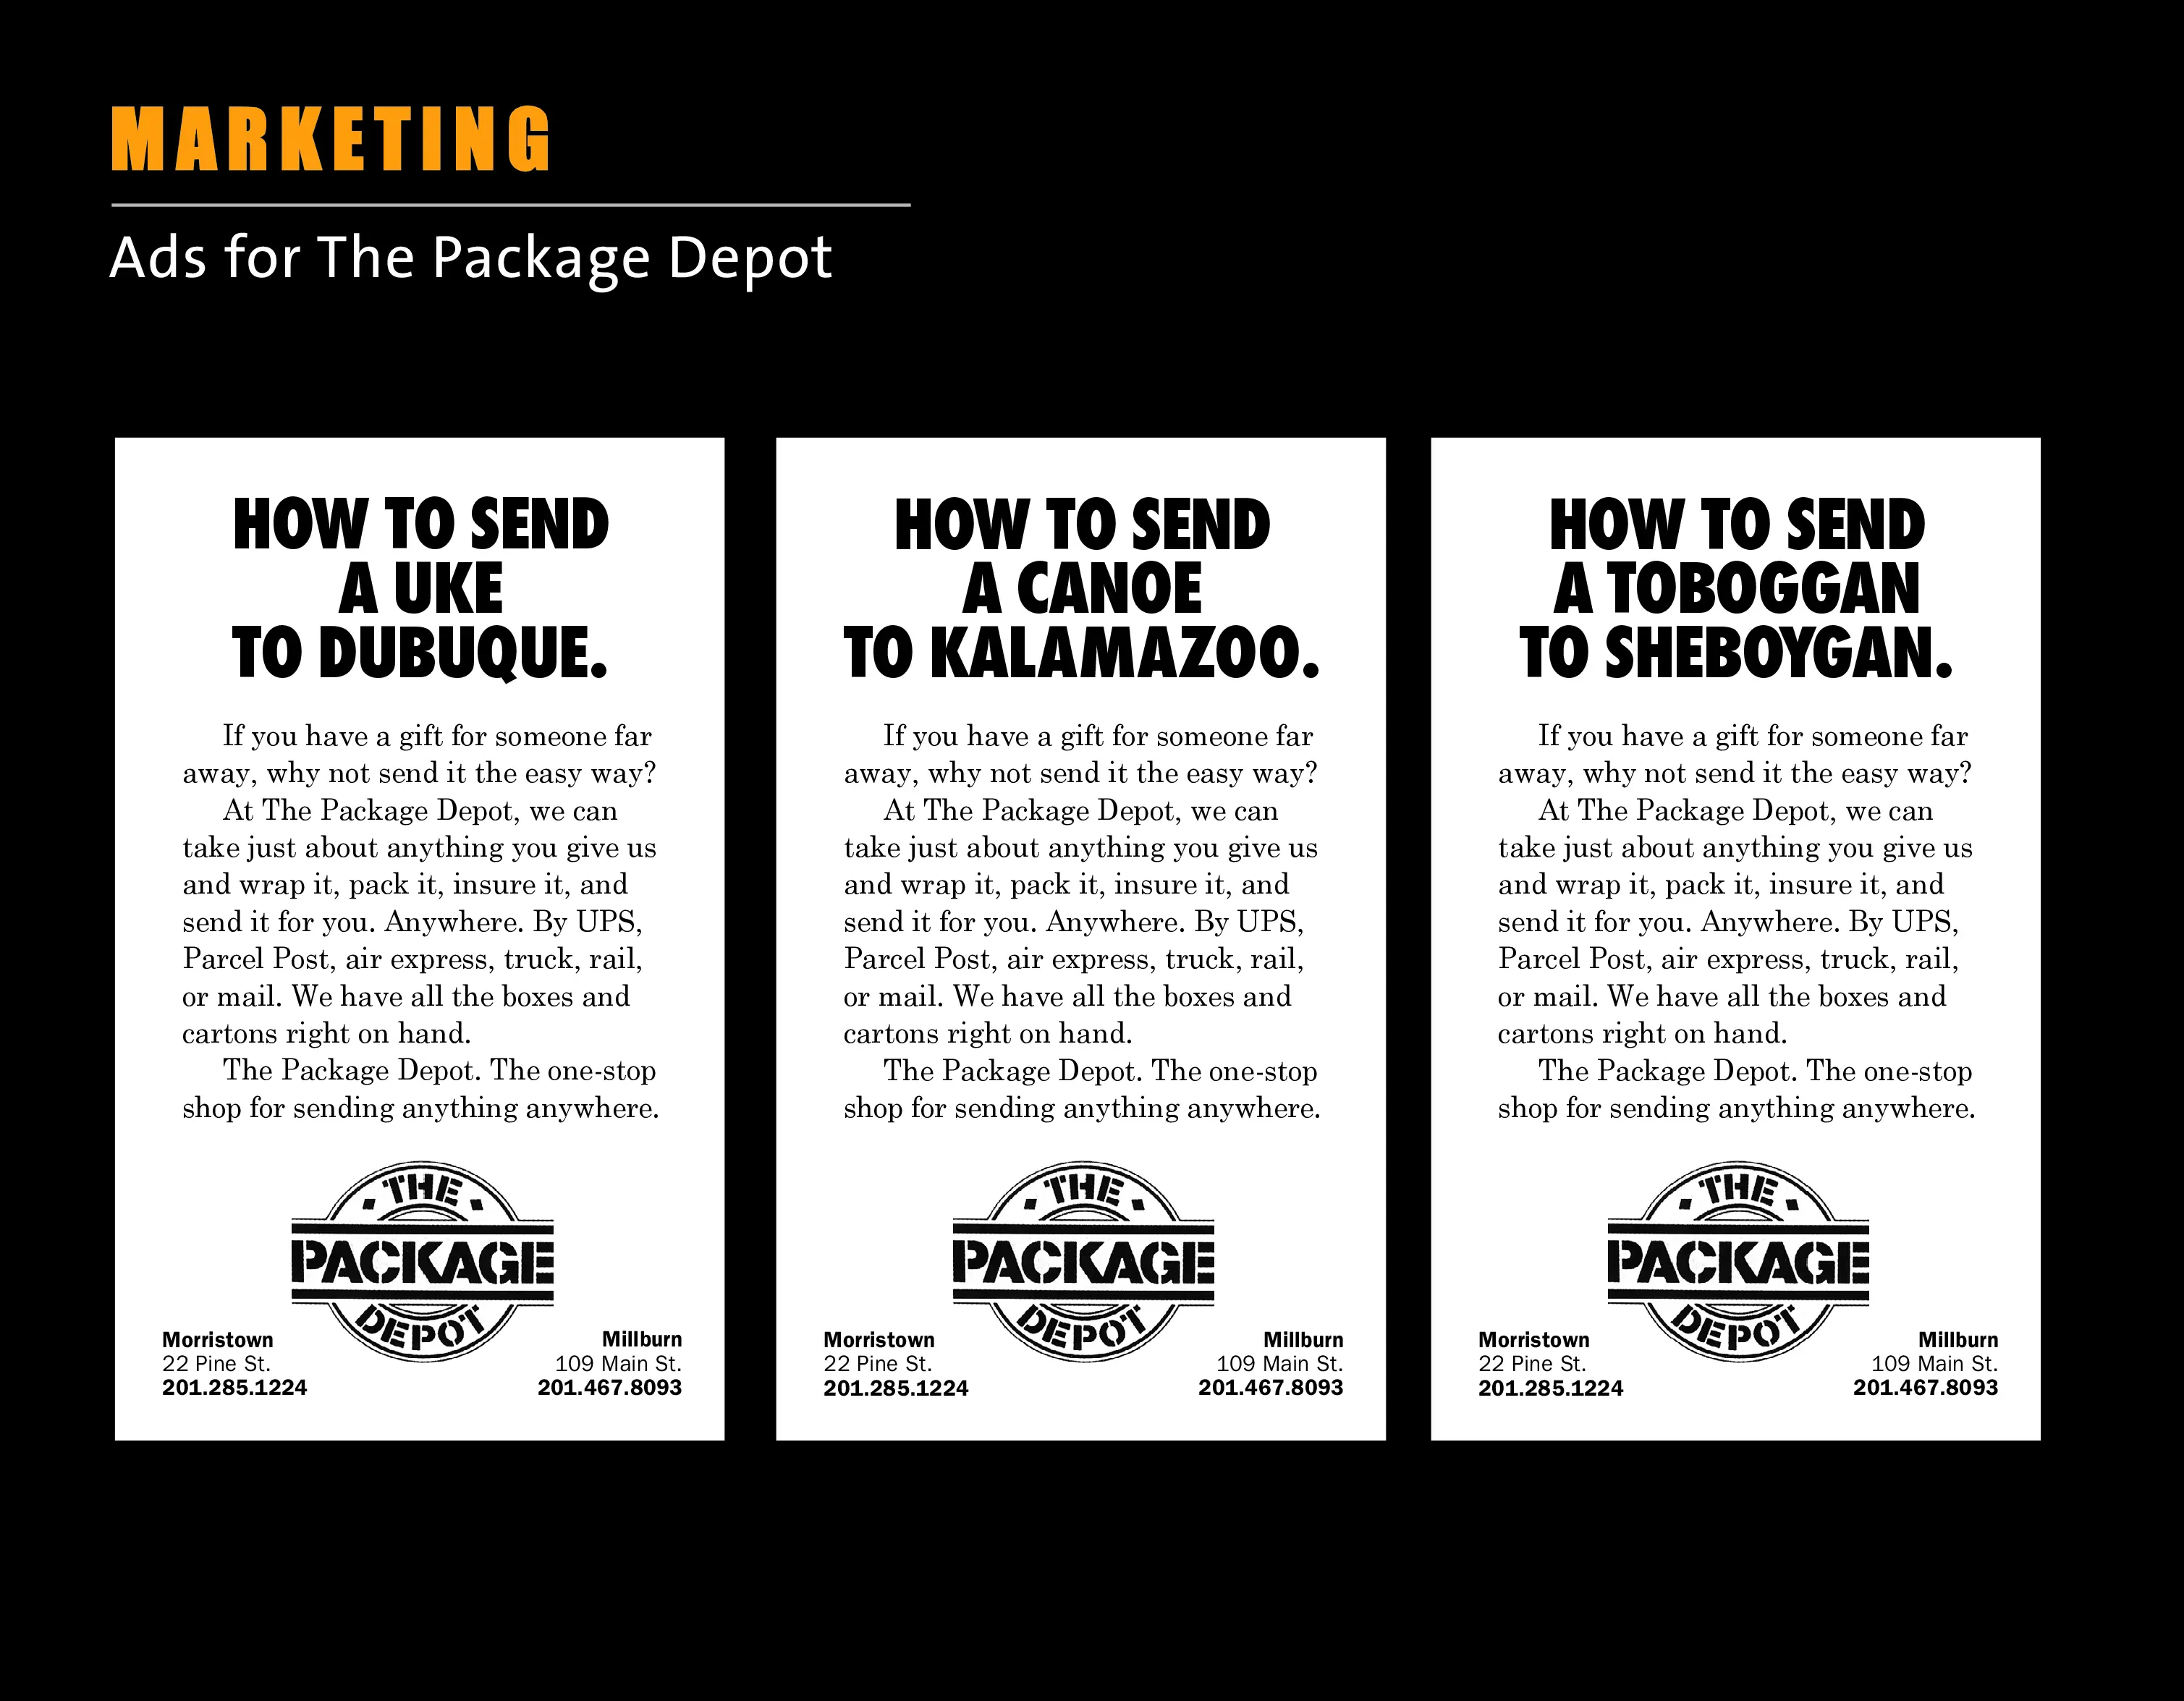 MARKETING
Ads for The Package Depot
HOW TO SEND
A UKE
TO DUBUQUE.
If you have a gift for someone far
away, why not send it the easy way?
At The Package Depot, we can
take just about anything you give us
and wrap it, pack it, insure it, and
send it for you. Anywhere. By UPS,
Parcel Post, air express, truck, rail,
or mail. We have all the boxes and
cartons right on hand.
The Package Depot. The one-stop
shop for sending anything anywhere.
THE
PACKAGE
DEPOT
Morristown
22 Pine St.
201.285.1224
Millburn
109 Main St.
201.467.8093
HOW TO SEND
A CANOE
TO KALAMAZOO.
If you have a gift for someone far
away, why not send it the easy way?
At The Package Depot, we can
take just about anything you give us
and wrap it, pack it, insure it, and
send it for you. Anywhere. By UPS,
Parcel Post, air express, truck, rail,
or mail. We have all the boxes and
cartons right on hand.
The Package Depot. The one-stop
shop for sending anything anywhere.
THE
PACKAGE
DEPOT
Morristown
22 Pine St.
201.285.1224
Millburn
109 Main St.
201.467.8093
HOW TO SEND
A TOBOGGAN
TO SHEBOYGAN.
If you have a gift for someone far
away, why not send it the easy way?
At The Package Depot, we can
take just about anything you give us
and wrap it, pack it, insure it, and
send it for you. Anywhere. By UPS,
Parcel Post, air express, truck, rail,
or mail. We have all the boxes and
cartons right on hand.
The Package Depot. The one-stop
shop for sending anything anywhere.
THE
PACKAGE
DEPOT
Morristown
22 Pine St.
201.285.1224
Millburn
109 Main St.
201.467.8093